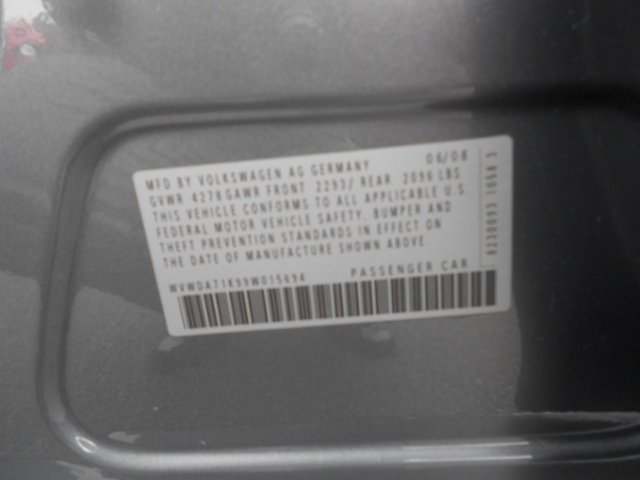 MFD BY VOLKSWAGEN AG GERMANY 06/08
GVWR 4278 GAWR FRONT 2293/ REAR 2096 LBS
THIS VEHICLE CONFORMS TO ALL APPLICABLE U.S.
FEDERAL MOTOR VEHICLE SAFETY, BUMPER AND
THEFT PREVENTION STANDARDS IN EFFECT ON
THE DATE OF MANUFACTURE SHOWN ABOVE.
WVWDA71K99W015694 PASSENGER CAR